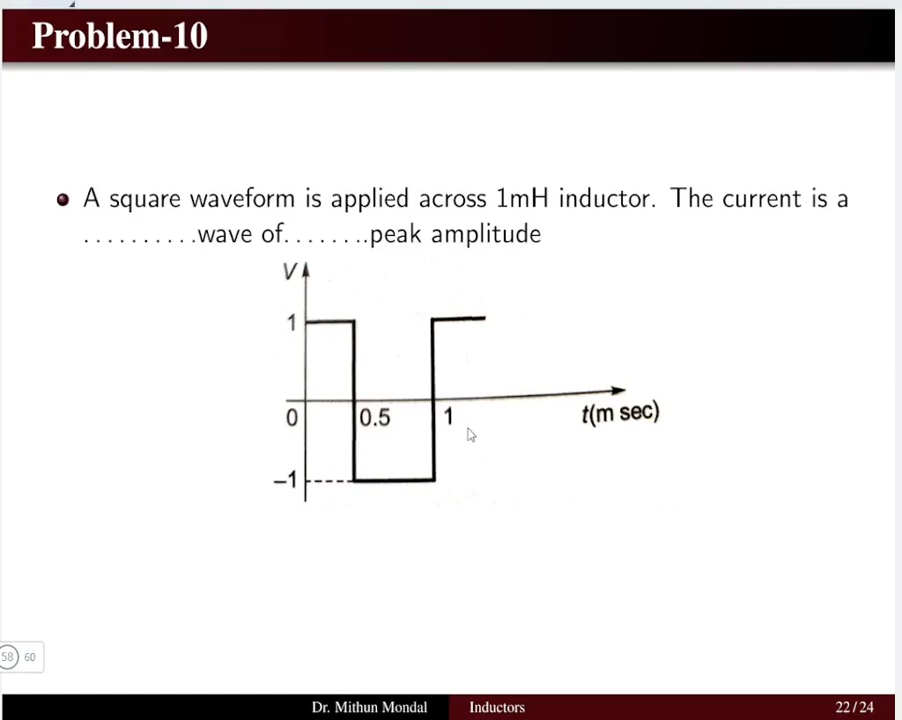 Problem-10
A square waveform is applied across 1mH inductor. The current is a
..........wave of........peak amplitude
V
1
0
0.5
1
t(m sec)
–1
58
60
Dr. Mithun Mondal
Inductors
22/24